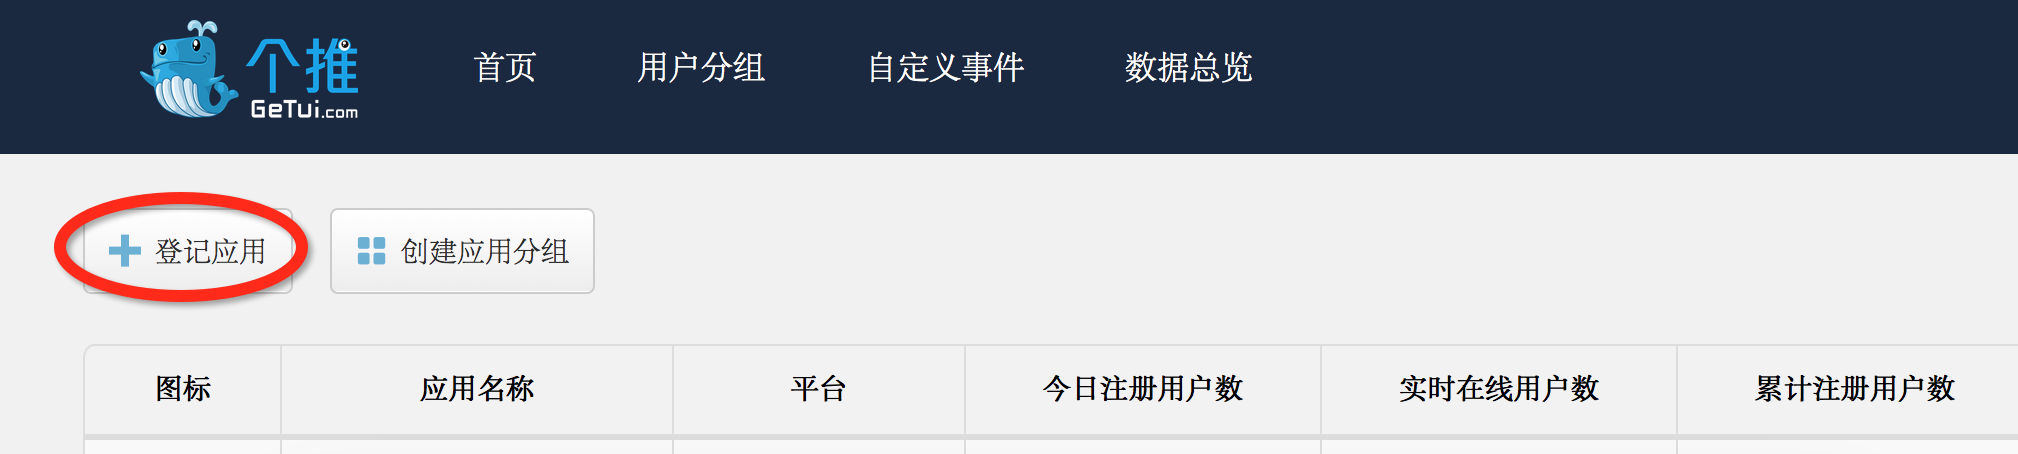 个推
GeTui.com
首页 用户分组 自定义事件 数据总览
登记应用 创建应用分组
图标 应用名称 平台 今日注册用户数 实时在线用户数 累计注册用户数